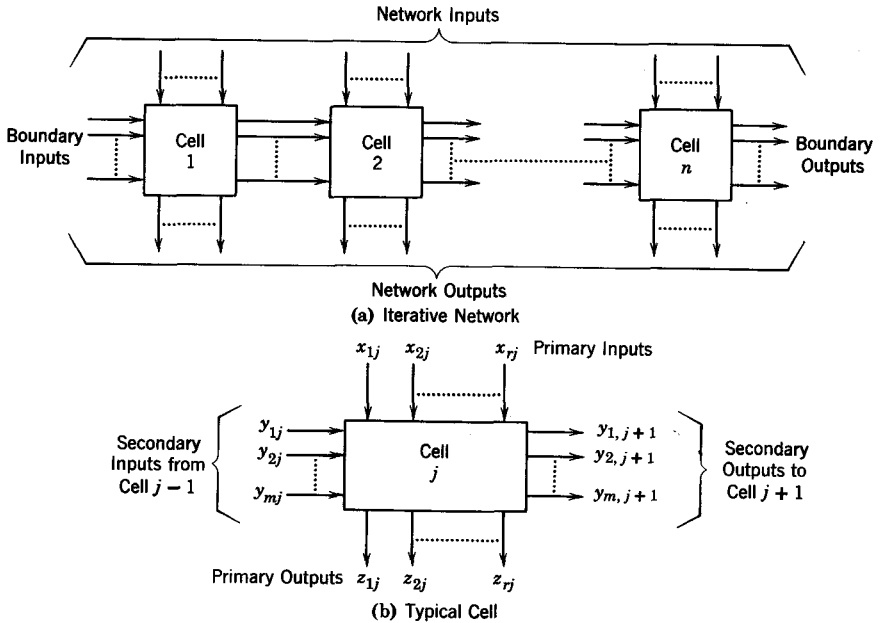 Network Inputs
Boundary Inputs
Cell 1
Cell 2
Cell n
Boundary Outputs
Network Outputs
(a) Iterative Network
x1j x2j xrj Primary Inputs
Secondary Inputs from Cell j − 1
y1j
y2j
ymj
Cell j
y1, j + 1
y2, j + 1
ym, j + 1
Secondary Outputs to Cell j + 1
Primary Outputs z1j z2j zrj
(b) Typical Cell